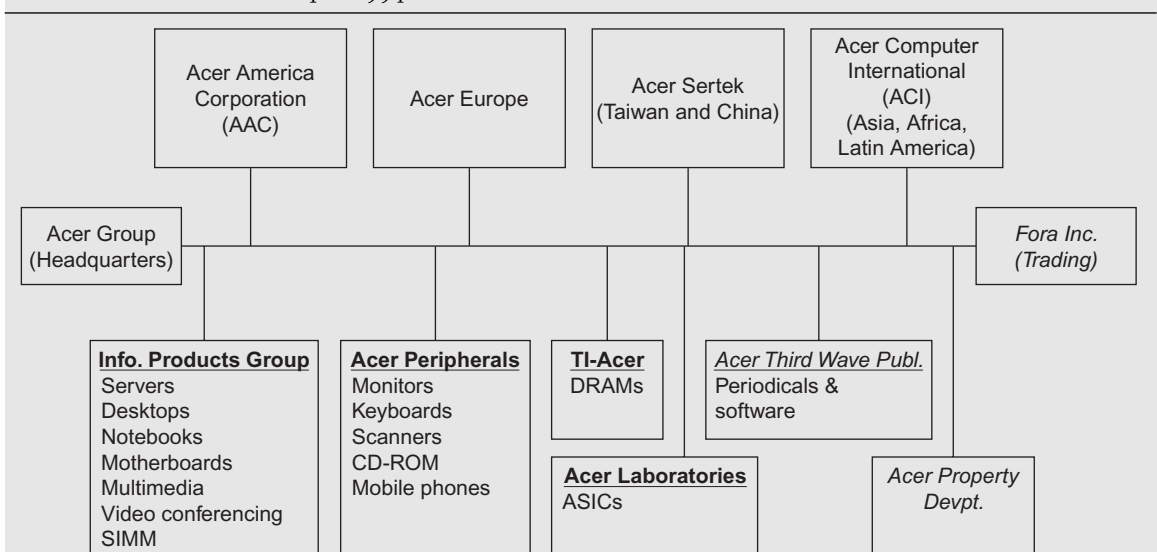 Acer America
Corporation
(AAC)
Acer Europe
Acer Sertek
(Taiwan and China)
Acer Computer
International
(ACI)
(Asia, Africa,
Latin America)
Acer Group
(Headquarters)
Fora Inc.
(Trading)
Info. Products Group
Servers
Desktops
Notebooks
Motherboards
Multimedia
Video conferencing
SIMM
Acer Peripherals
Monitors
Keyboards
Scanners
CD-ROM
Mobile phones
TI-Acer
DRAMs
Acer Laboratories
ASICs
Acer Third Wave Publ.
Periodicals &
software
Acer Property
Devpt.